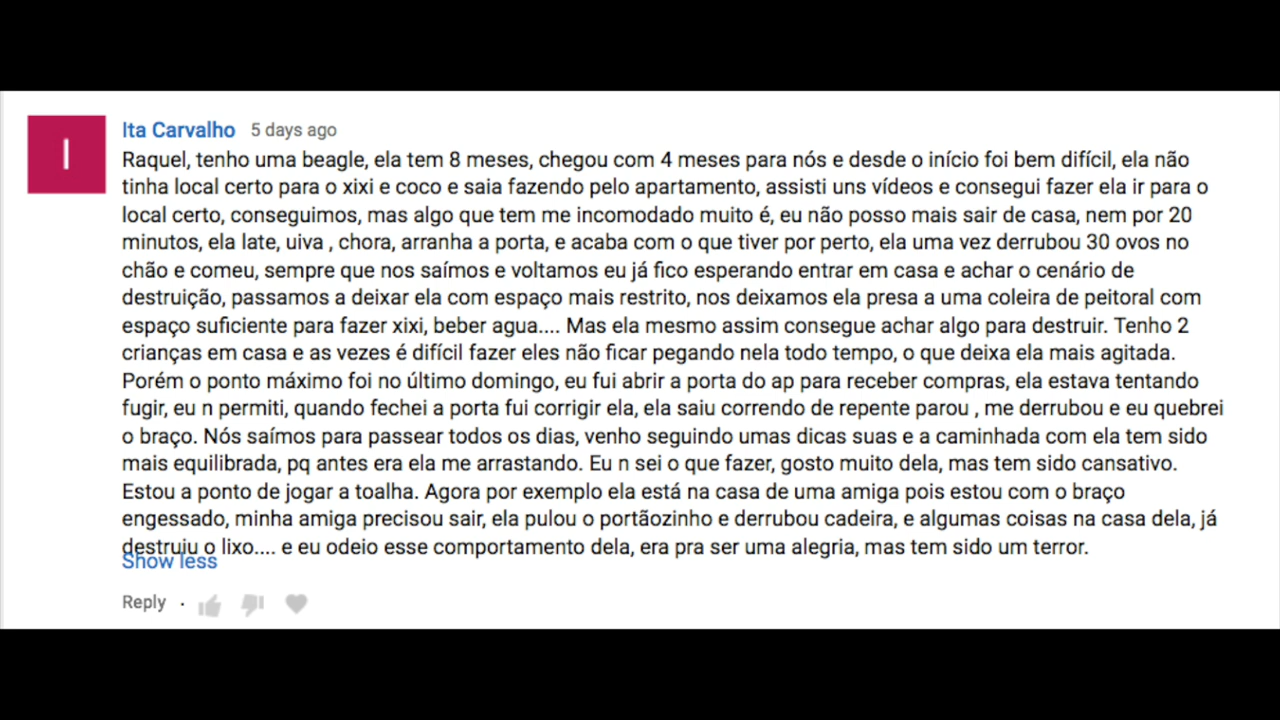 I
Ita Carvalho 5 days ago
Raquel, tenho uma beagle, ela tem 8 meses, chegou com 4 meses para nós e desde o início foi bem difícil, ela não
tinha local certo para o xixi e coco e saia fazendo pelo apartamento, assisti uns vídeos e consegui fazer ela ir para o
local certo, conseguimos, mas algo que tem me incomodado muito é, eu não posso mais sair de casa, nem por 20
minutos, ela late, uiva , chora, arranha a porta, e acaba com o que tiver por perto, ela uma vez derrubou 30 ovos no
chão e comeu, sempre que nos saímos e voltamos eu já fico esperando entrar em casa e achar o cenário de
destruição, passamos a deixar ela com espaço mais restrito, nos deixamos ela presa a uma coleira de peitoral com
espaço suficiente para fazer xixi, beber agua.... Mas ela mesmo assim consegue achar algo para destruir. Tenho 2
crianças em casa e as vezes é difícil fazer eles não ficar pegando nela todo tempo, o que deixa ela mais agitada.
Porém o ponto máximo foi no último domingo, eu fui abrir a porta do ap para receber compras, ela estava tentando
fugir, eu n permiti, quando fechei a porta fui corrigir ela, ela saiu correndo de repente parou , me derrubou e eu quebrei
o braço. Nós saímos para passear todos os dias, venho seguindo umas dicas suas e a caminhada com ela tem sido
mais equilibrada, pq antes era ela me arrastando. Eu n sei o que fazer, gosto muito dela, mas tem sido cansativo.
Estou a ponto de jogar a toalha. Agora por exemplo ela está na casa de uma amiga pois estou com o braço
engessado, minha amiga precisou sair, ela pulou o portãozinho e derrubou cadeira, e algumas coisas na casa dela, já
destruiu o lixo.... e eu odeio esse comportamento dela, era pra ser uma alegria, mas tem sido um terror.
Show less
Reply ·